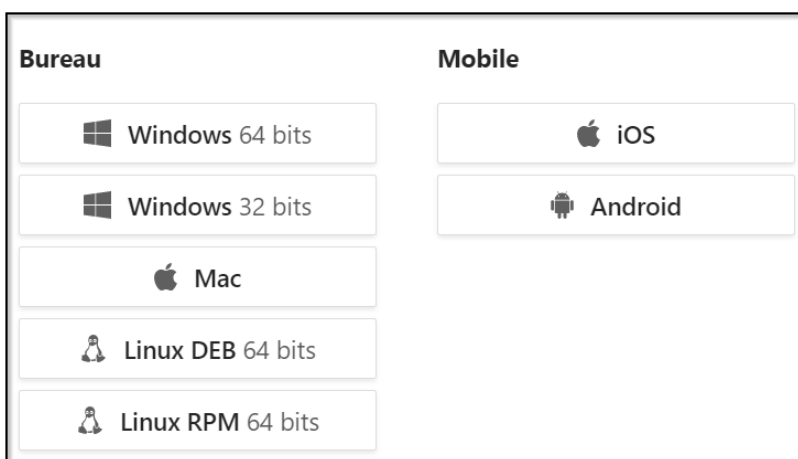 Bureau
Windows 64 bits
Windows 32 bits
Mac
Linux DEB 64 bits
Linux RPM 64 bits
Mobile
iOS
Android